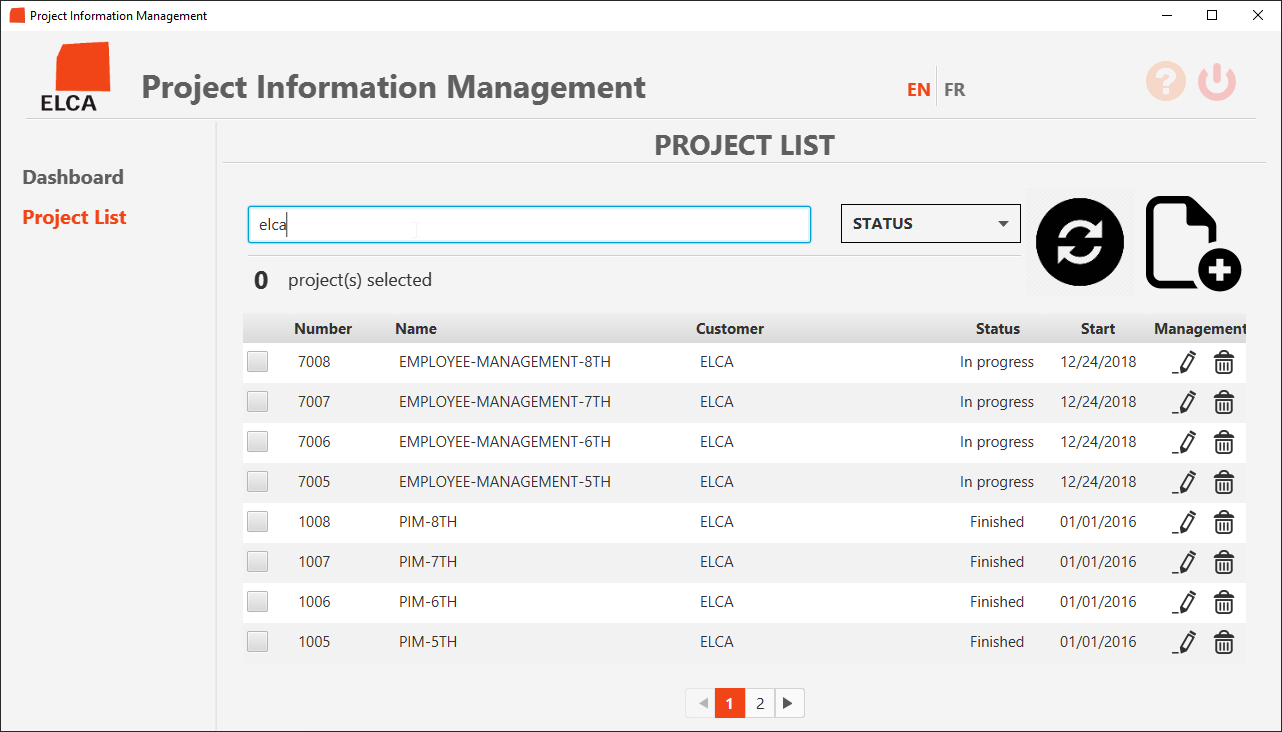 Project Information Management
ELCA
Project Information Management
EN FR
?
Dashboard
Project List
PROJECT LIST
elca
STATUS
0 project(s) selected
Number Name Customer Status Start Management
7008 EMPLOYEE-MANAGEMENT-8TH ELCA In progress 12/24/2018
7007 EMPLOYEE-MANAGEMENT-7TH ELCA In progress 12/24/2018
7006 EMPLOYEE-MANAGEMENT-6TH ELCA In progress 12/24/2018
7005 EMPLOYEE-MANAGEMENT-5TH ELCA In progress 12/24/2018
1008 PIM-8TH ELCA Finished 01/01/2016
1007 PIM-7TH ELCA Finished 01/01/2016
1006 PIM-6TH ELCA Finished 01/01/2016
1005 PIM-5TH ELCA Finished 01/01/2016
1 2